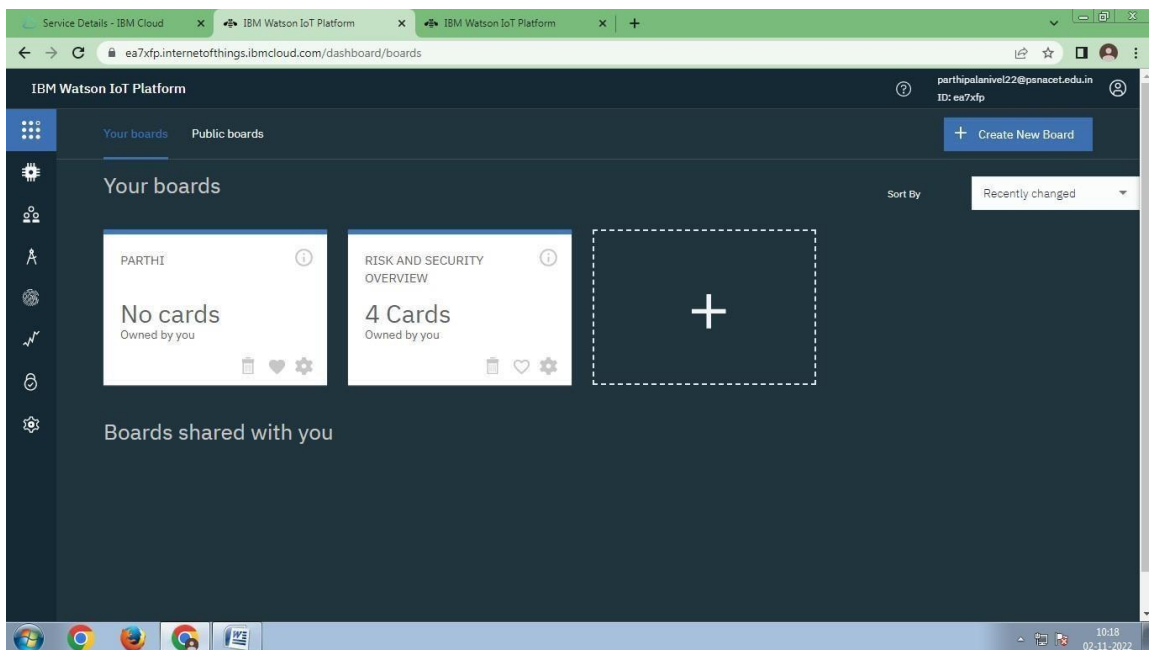 Service Details - IBM Cloud
IBM Watson IoT Platform
IBM Watson IoT Platform
ea7xfp.internetofthings.ibmcloud.com/dashboard/boards
IBM Watson IoT Platform
parthipalanivel22@psnacet.edu.in
ID: ea7xfp
Your boards
Public boards
Create New Board
Your boards
Sort By
Recently changed
PARTHI
No cards
Owned by you
RISK AND SECURITY
OVERVIEW
4 Cards
Owned by you
Boards shared with you
10:18
02-11-2022